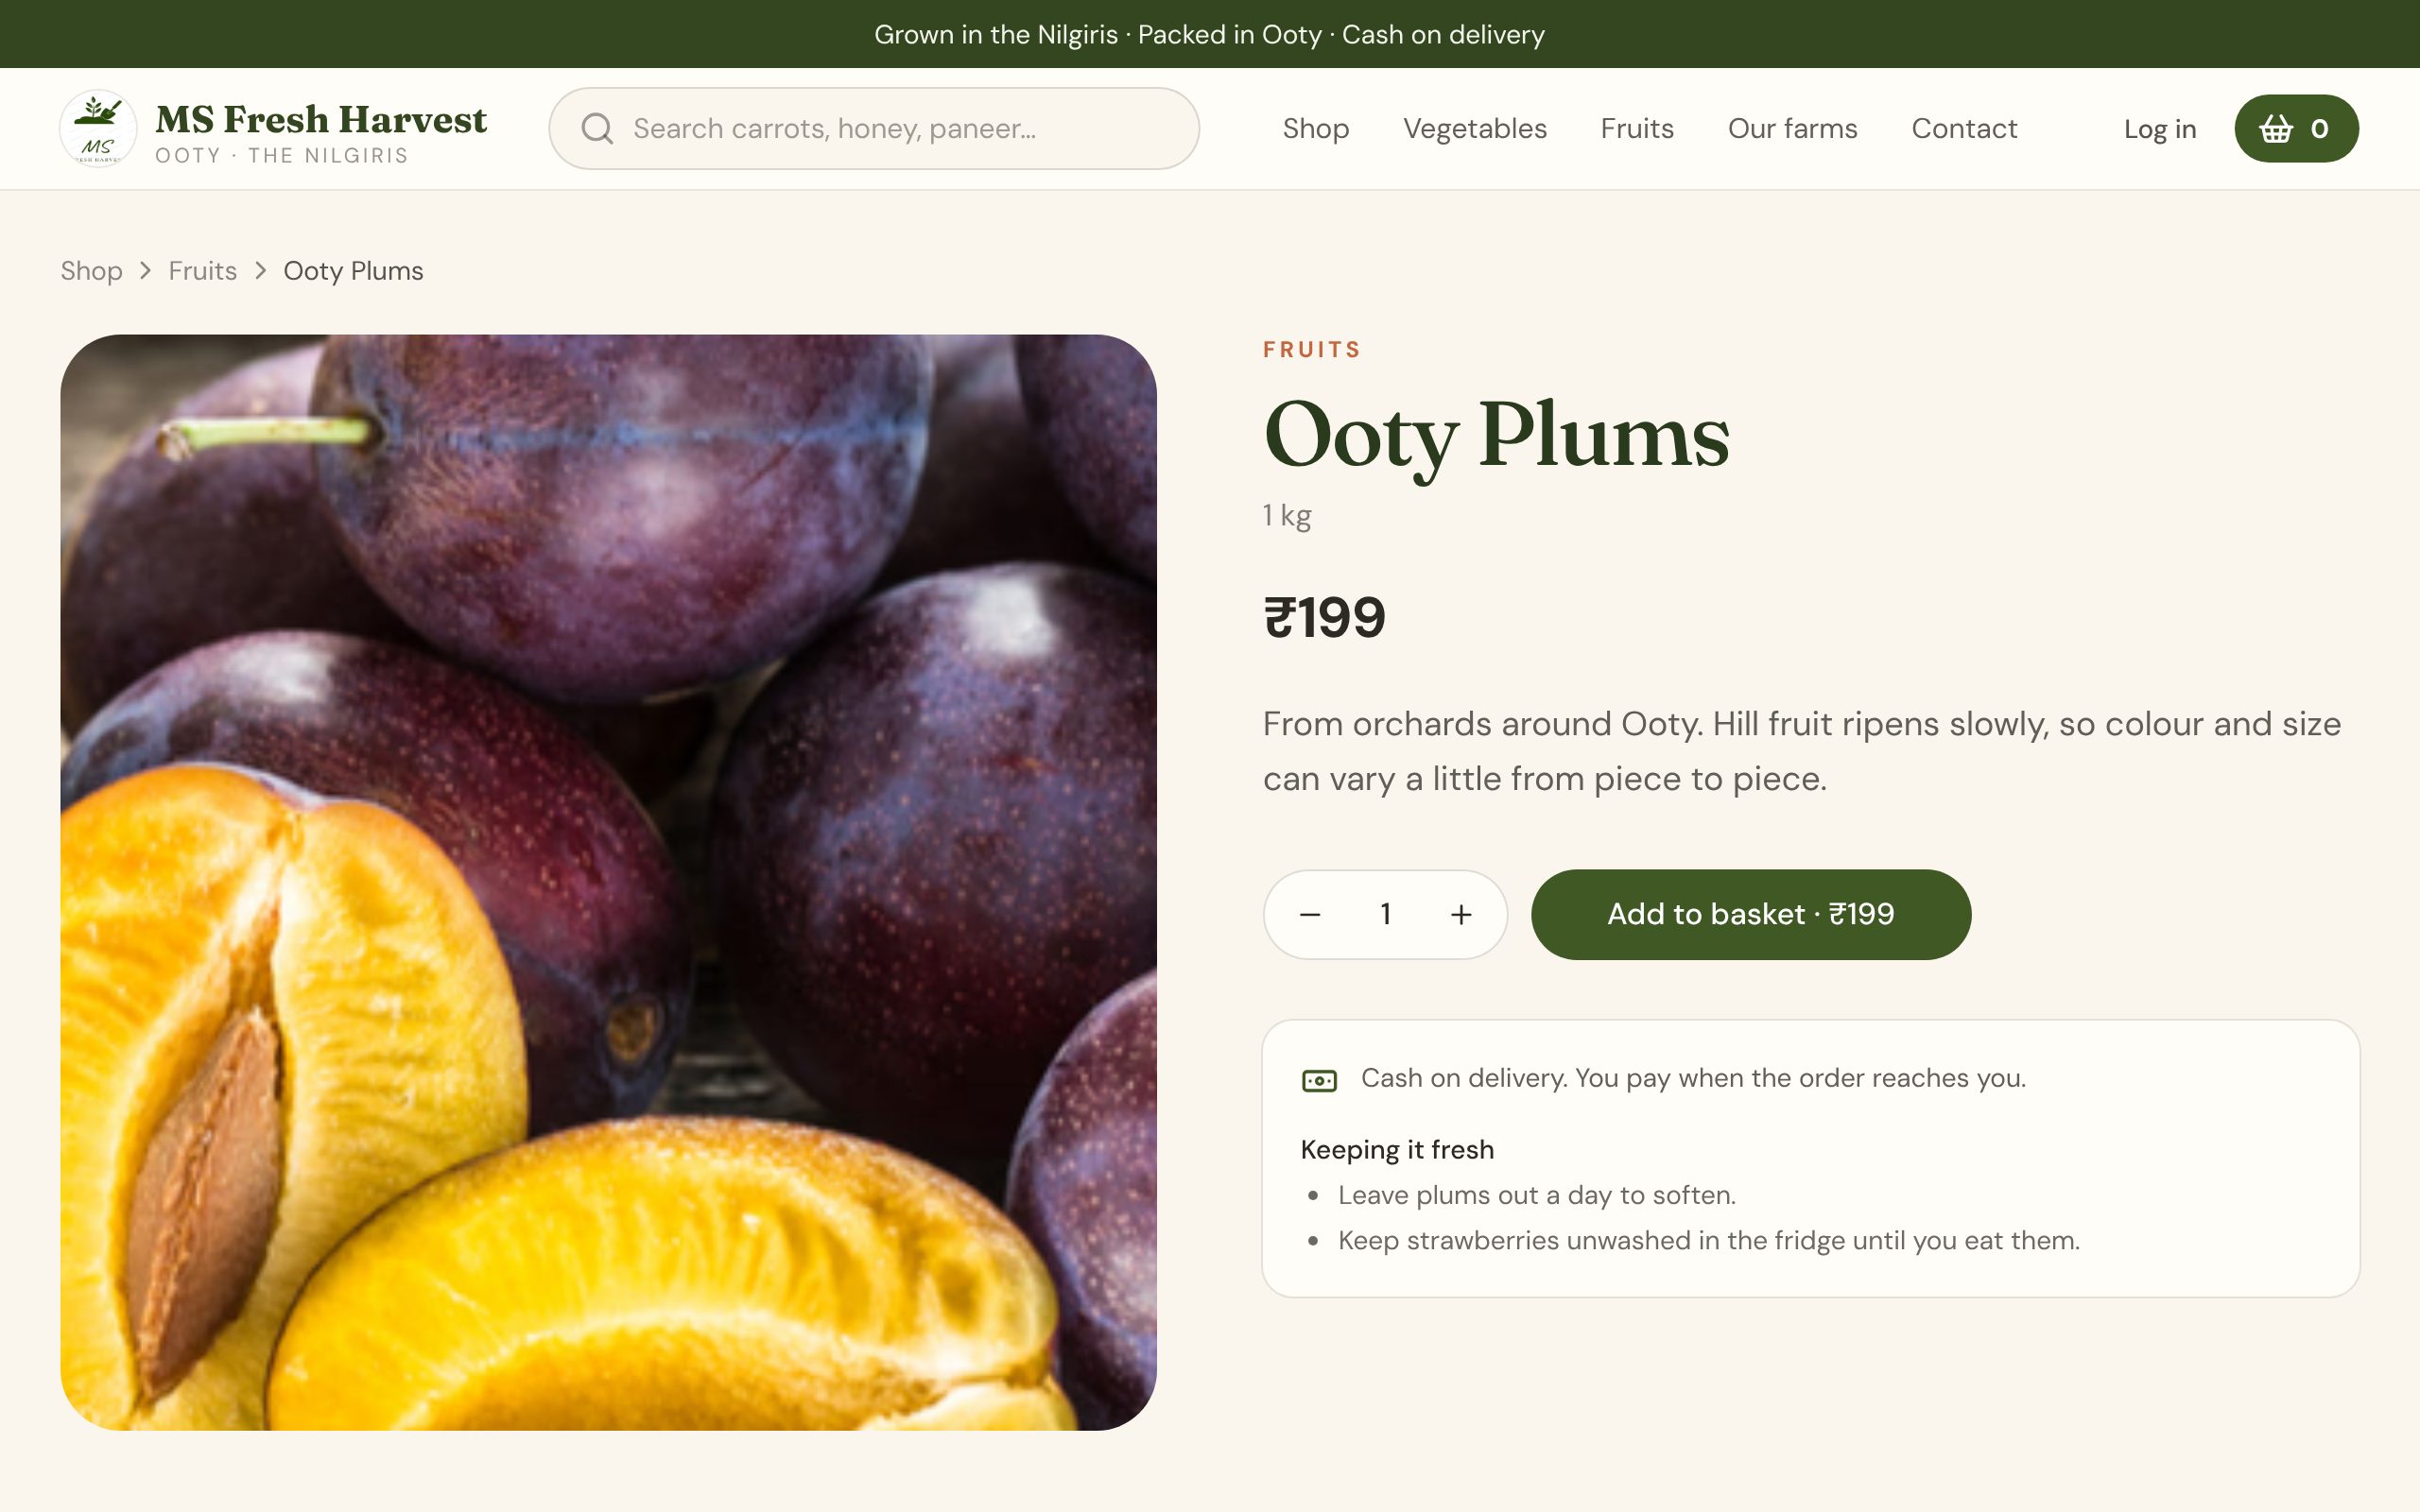 Grown in the Nilgiris · Packed in Ooty · Cash on delivery
MS
MS Fresh Harvest
OOTY · THE NILGIRIS
Search carrots, honey, paneer...
Shop
Vegetables
Fruits
Our farms
Contact
Log in
0
Shop > Fruits > Ooty Plums
FRUITS
Ooty Plums
1 kg
₹199
From orchards around Ooty. Hill fruit ripens slowly, so colour and size
can vary a little from piece to piece.
− 1 +
Add to basket · ₹199
Cash on delivery. You pay when the order reaches you.
Keeping it fresh
• Leave plums out a day to soften.
• Keep strawberries unwashed in the fridge until you eat them.